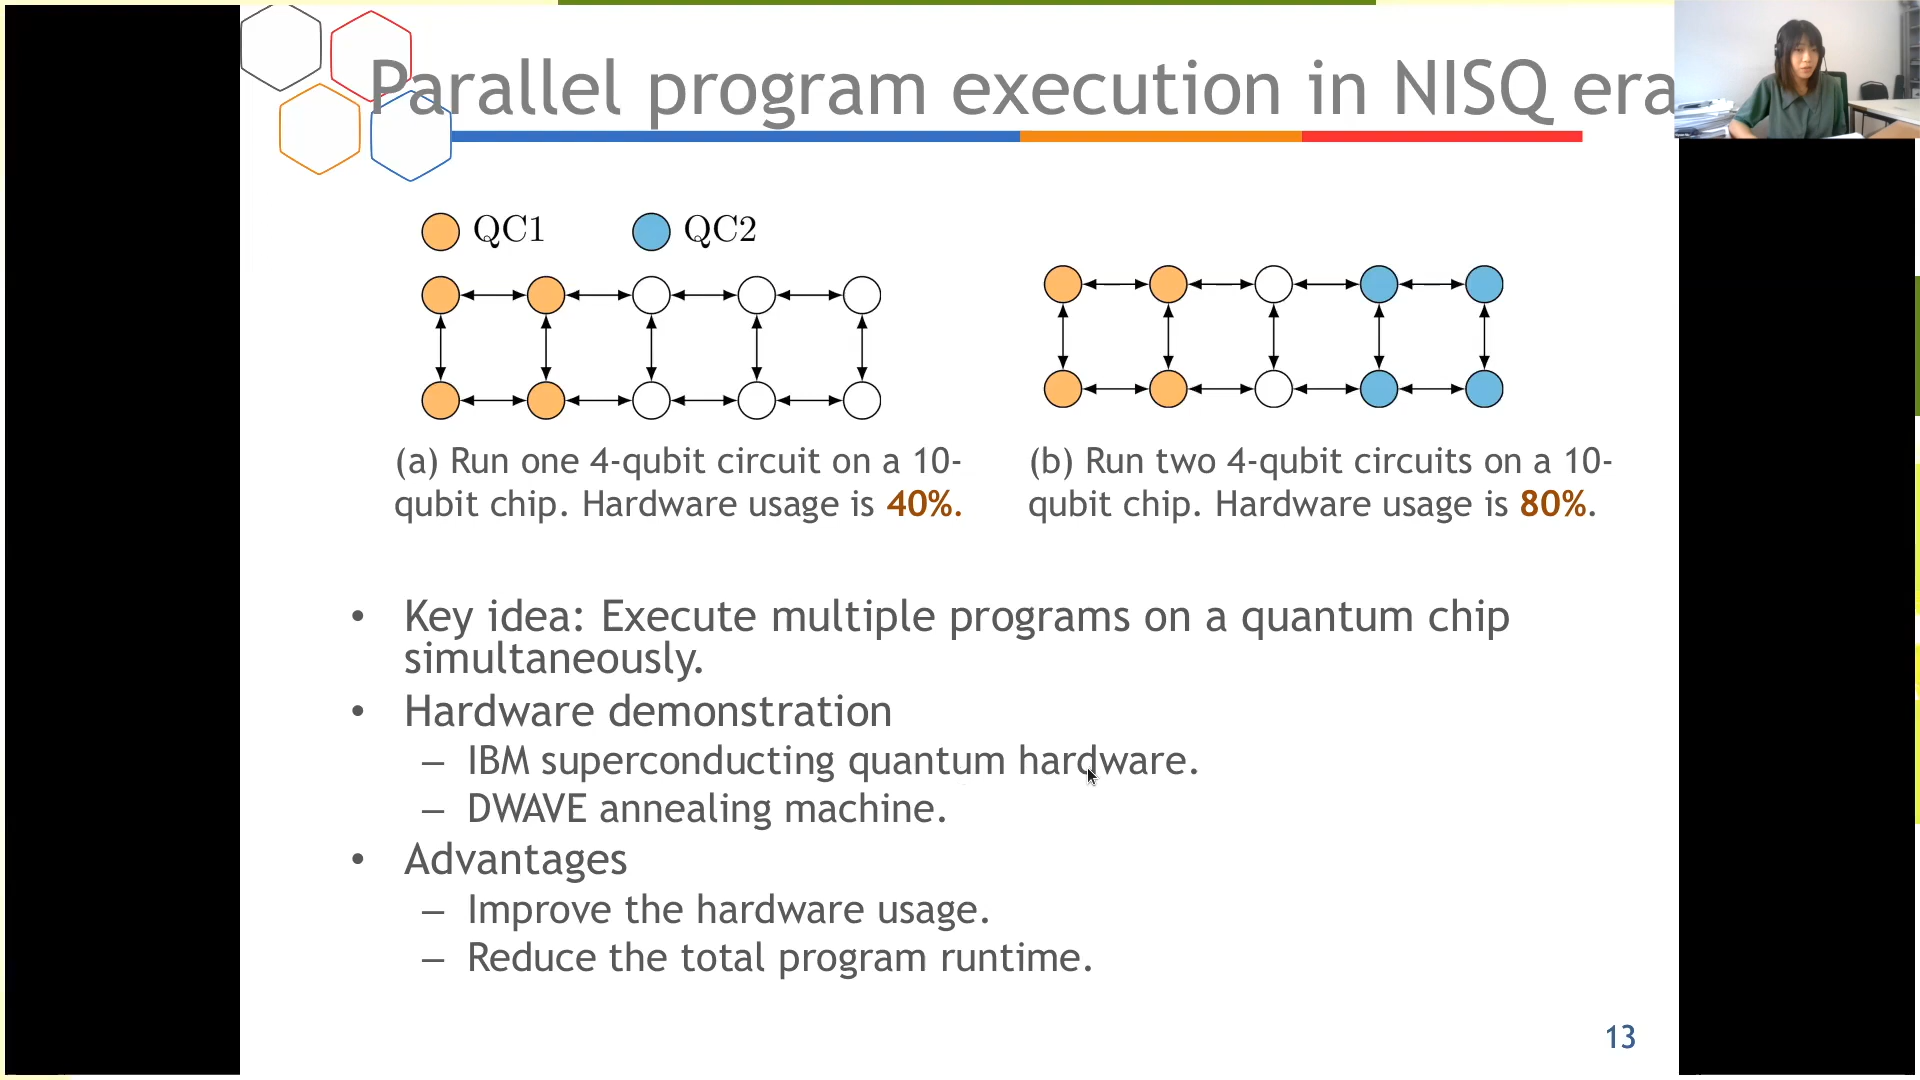 Parallel program execution in NISQ era
QC1 QC2
(a) Run one 4-qubit circuit on a 10-
qubit chip. Hardware usage is 40%.
(b) Run two 4-qubit circuits on a 10-
qubit chip. Hardware usage is 80%.
• Key idea: Execute multiple programs on a quantum chip
simultaneously.
• Hardware demonstration
– IBM superconducting quantum hardware.
– DWAVE annealing machine.
• Advantages
– Improve the hardware usage.
– Reduce the total program runtime.
13